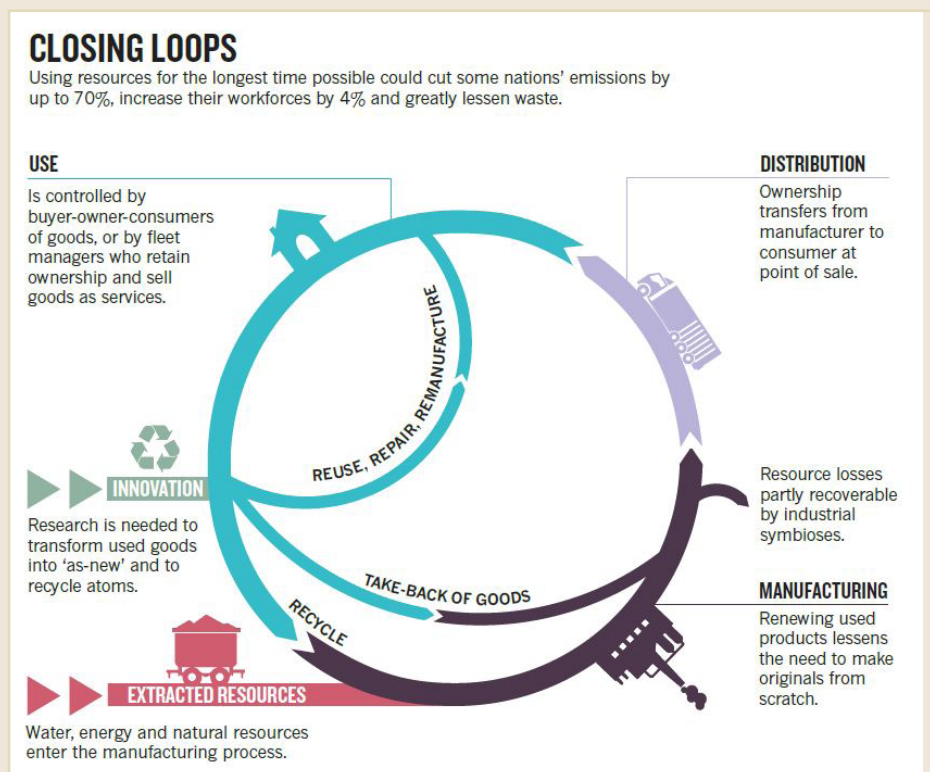 CLOSING LOOPS
Using resources for the longest time possible could cut some nations’ emissions by
up to 70%, increase their workforces by 4% and greatly lessen waste.
USE
Is controlled by
buyer-owner-consumers
of goods, or by fleet
managers who retain
ownership and sell
goods as services.
DISTRIBUTION
Ownership
transfers from
manufacturer to
consumer at
point of sale.
REUSE, REPAIR, REMANUFACTURE
INNOVATION
Research is needed to
transform used goods
into ‘as-new’ and to
recycle atoms.
Resource losses
partly recoverable
by industrial
symbioses.
TAKE-BACK OF GOODS
RECYCLE
MANUFACTURING
Renewing used
products lessens
the need to make
originals from
scratch.
EXTRACTED RESOURCES
Water, energy and natural resources
enter the manufacturing process.